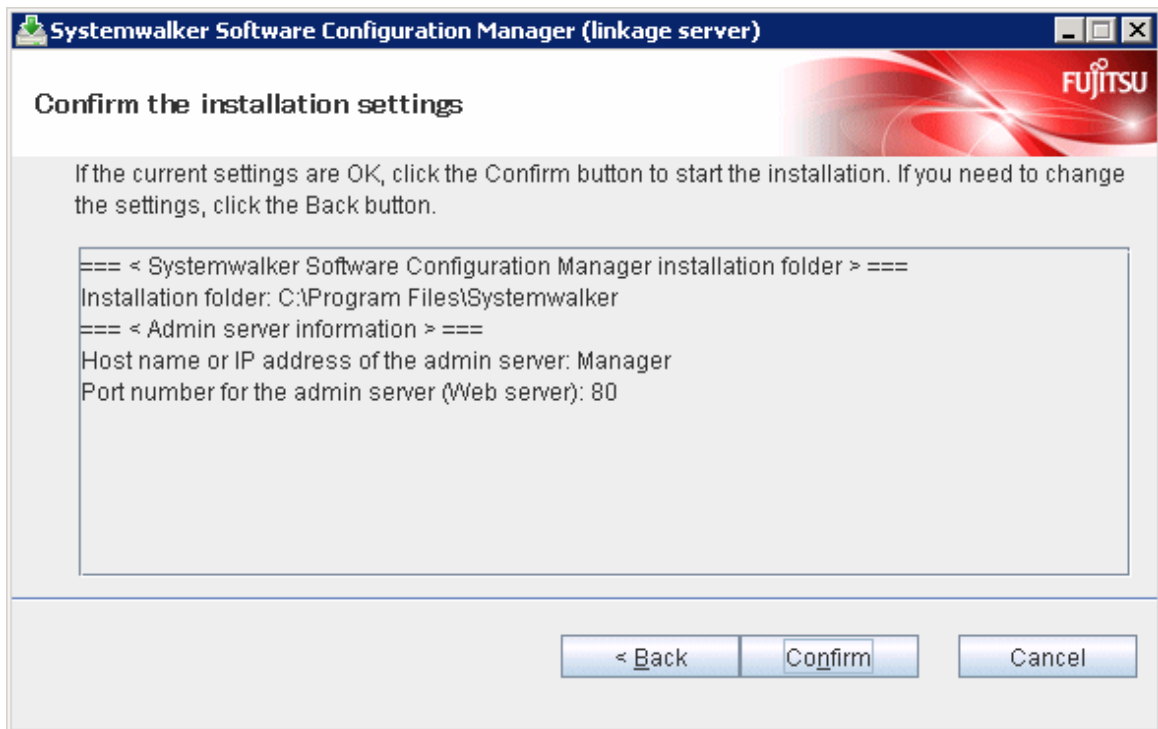 Systemwalker Software Configuration Manager (linkage server)
FUJITSU
Confirm the installation settings
If the current settings are OK, click the Confirm button to start the installation. If you need to change
the settings, click the Back button.
=== < Systemwalker Software Configuration Manager installation folder > ===
Installation folder: C:\Program Files\Systemwalker
=== < Admin server information > ===
Host name or IP address of the admin server: Manager
Port number for the admin server (Web server): 80
< Back
Confirm
Cancel